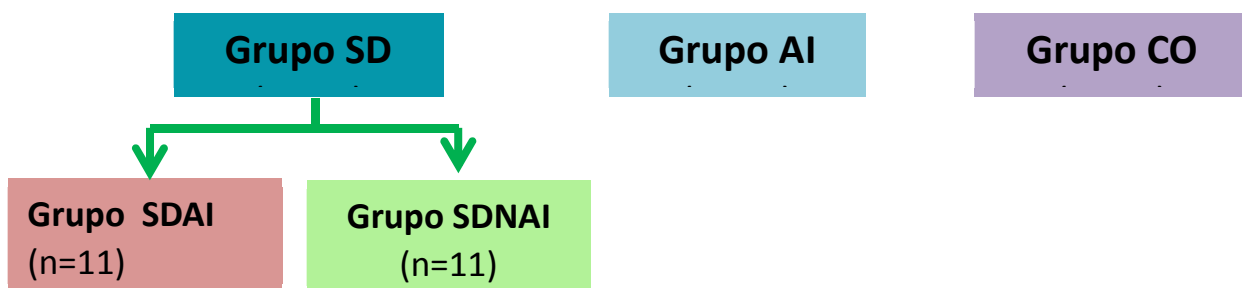 Grupo SD
Grupo AI
Grupo CO
Grupo SDAI
(n=11)
Grupo SDNAI
(n=11)